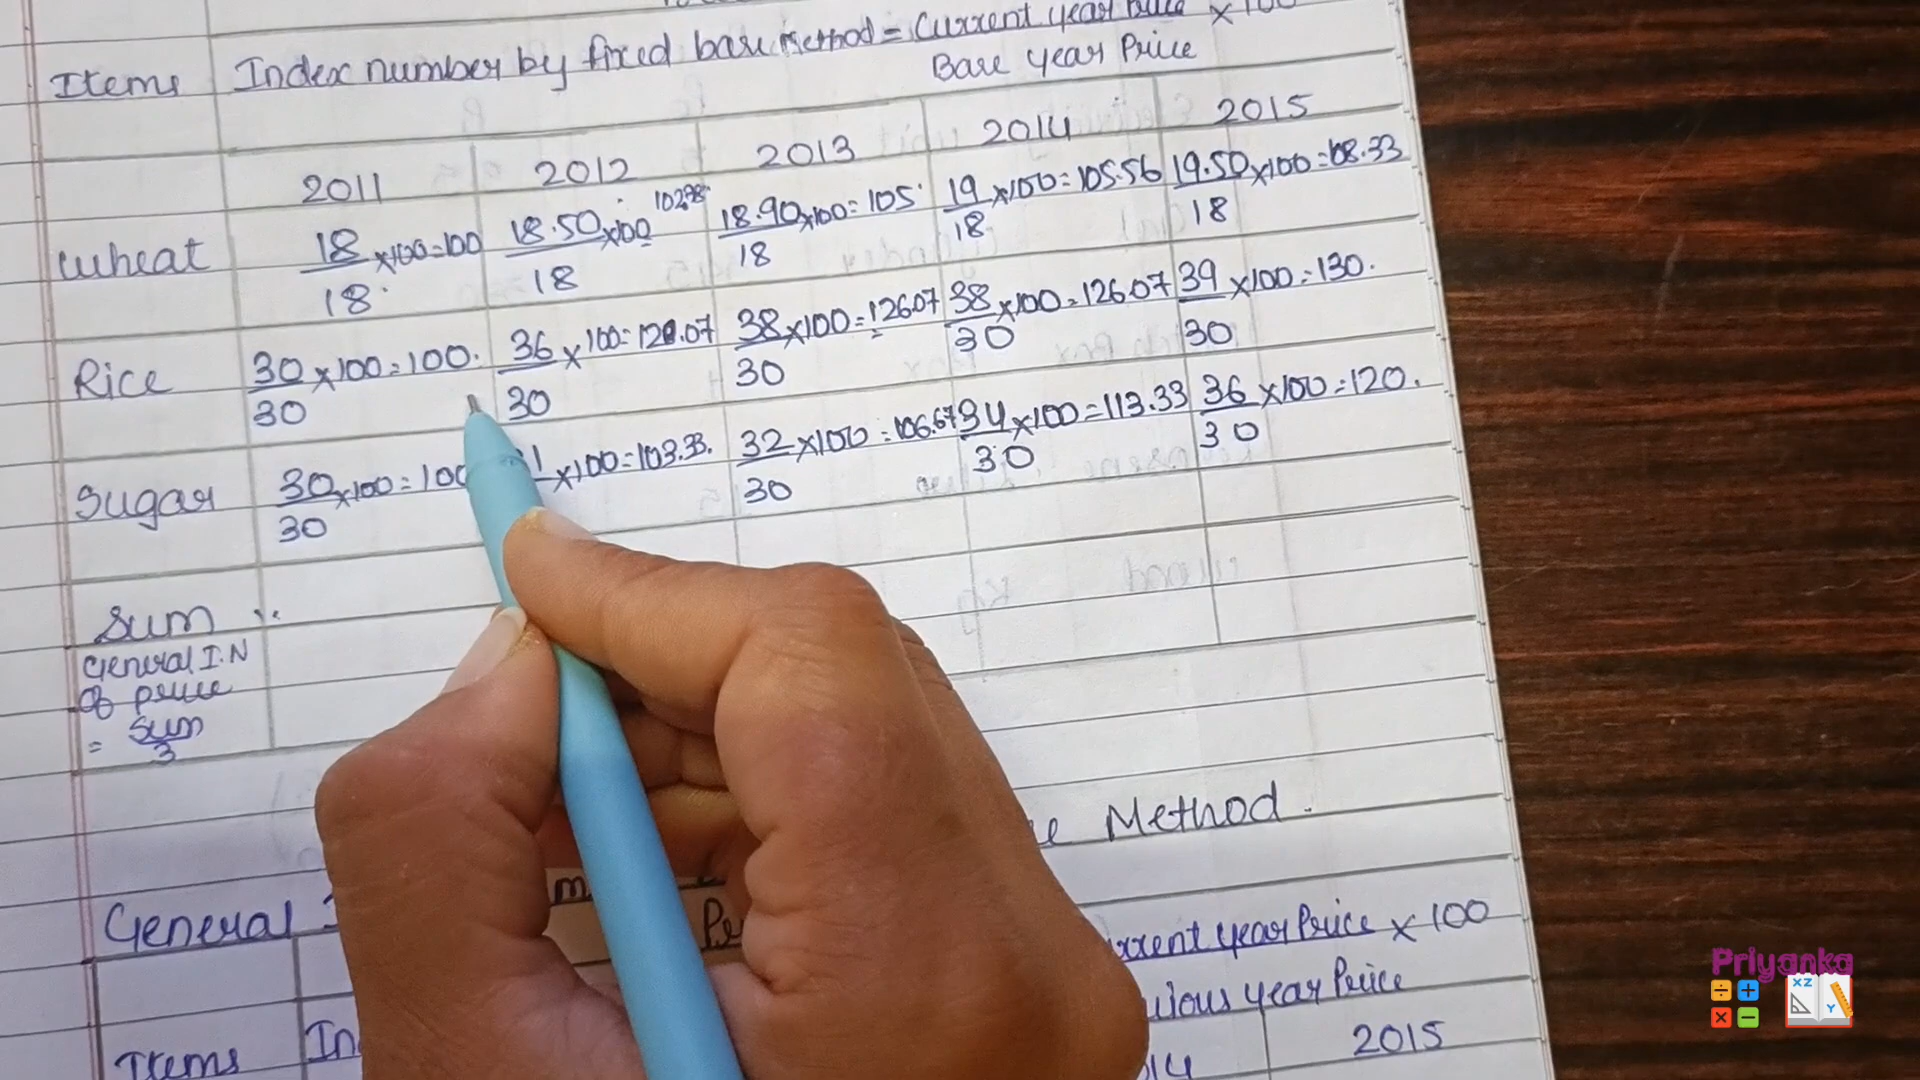 Index number by fixed base Method = Current year Price × 100
Items
Base year Price
2011 2012 2013 2014 2015
Wheat 18/18 ×100=100 18.50/18 ×100 102.78 18.90/18 ×100=105 19/18 ×100=105.56 19.50/18 ×100=108.33
Rice 30/30 ×100=100. 36/30 ×100=120.07 38/30 ×100=126.07 38/30 ×100=126.07 39/30 ×100=130.
Sugar 30/30 ×100=100 ×100=103.33. 32/30 ×100=106.67 34/30 ×100=113.33 36/30 ×100=120.
Sum
General I.N
Of price
= Sum/3
Method.
General
Year Price × 100
Year Price
Items 2015
Priyanka
XZ
Y